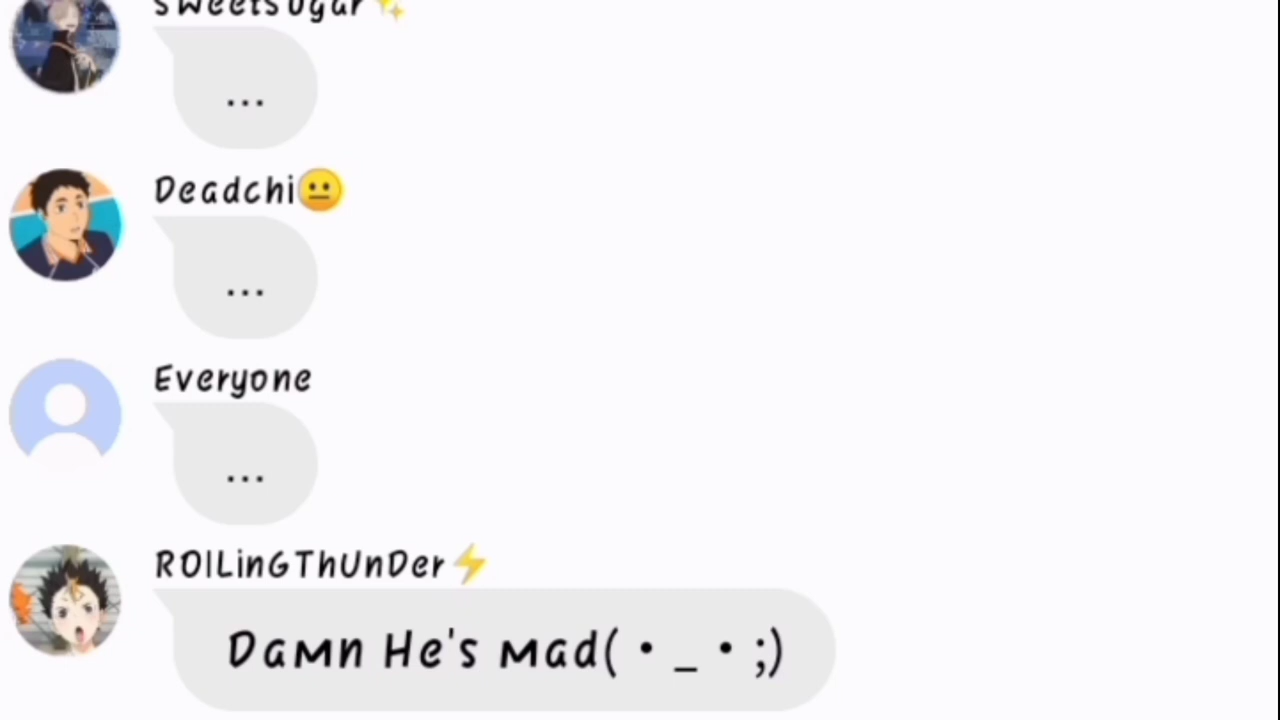 sweetsugar✨
...
Deadchi😐
...
Everyone
...
ROlLinGThUnDer⚡
Damn He's mad(・_・;)